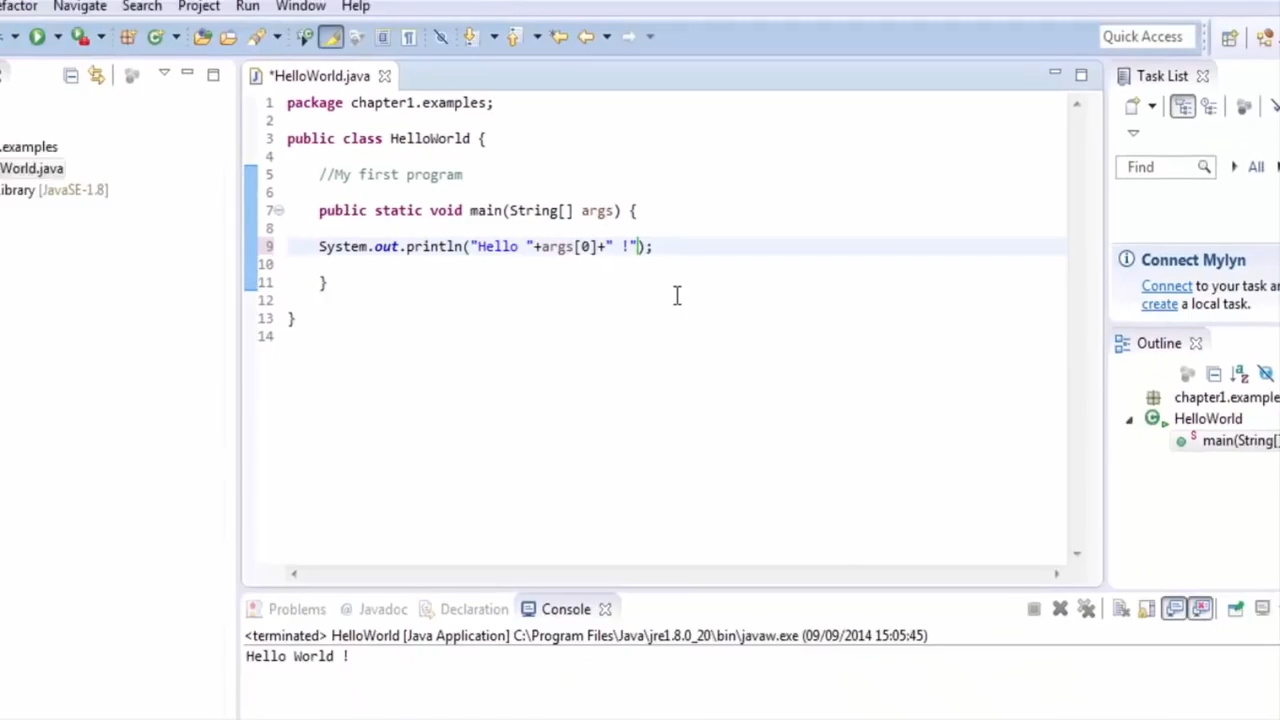 efactor Navigate Search Project Run Window Help
Quick Access
*HelloWorld.java
Task List
.examples
World.java
ibrary [JavaSE-1.8]
1 package chapter1.examples;
2
3 public class HelloWorld {
4
5 //My first program
6
7 public static void main(String[] args) {
8
9 System.out.println("Hello "+args[0]+" !");
10
11 }
12
13 }
14
Find
All
Connect Mylyn
Connect to your task an
create a local task.
Outline
chapter1.example
HelloWorld
main(String[]
Problems @ Javadoc Declaration Console
<terminated> HelloWorld [Java Application] C:\Program Files\Java\jre1.8.0_20\bin\javaw.exe (09/09/2014 15:05:45)
Hello World !